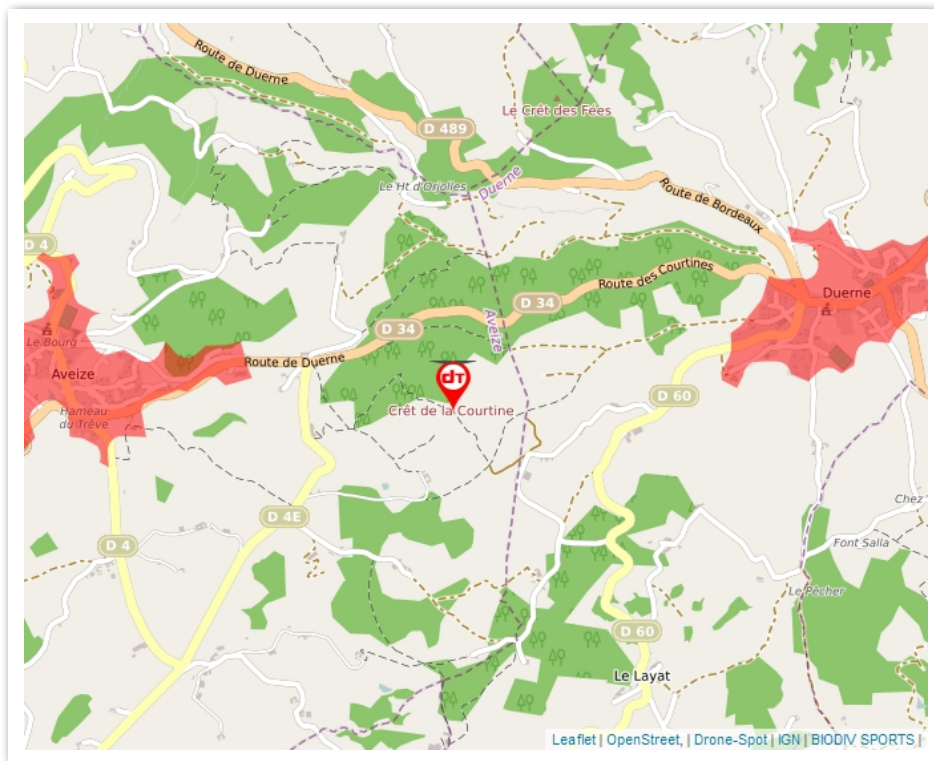 Route de Duerne
Le Crêt des Fées
D 489
Le Ht d'Oriolles
Duerne
Route de Bordeaux
D 4
Route des Courtines
Duerne
D 34
Aveize
D 34
Le Bourg
Route de Duerne
Aveize
dT
D 60
Hameau
du Trève
Crêt de la Courtine
Chez
D 4E
D 4
Font Salla
Le Pêcher
D 60
Le Layat
Leaflet | OpenStreet, | Drone-Spot | IGN | BIODIV SPORTS |